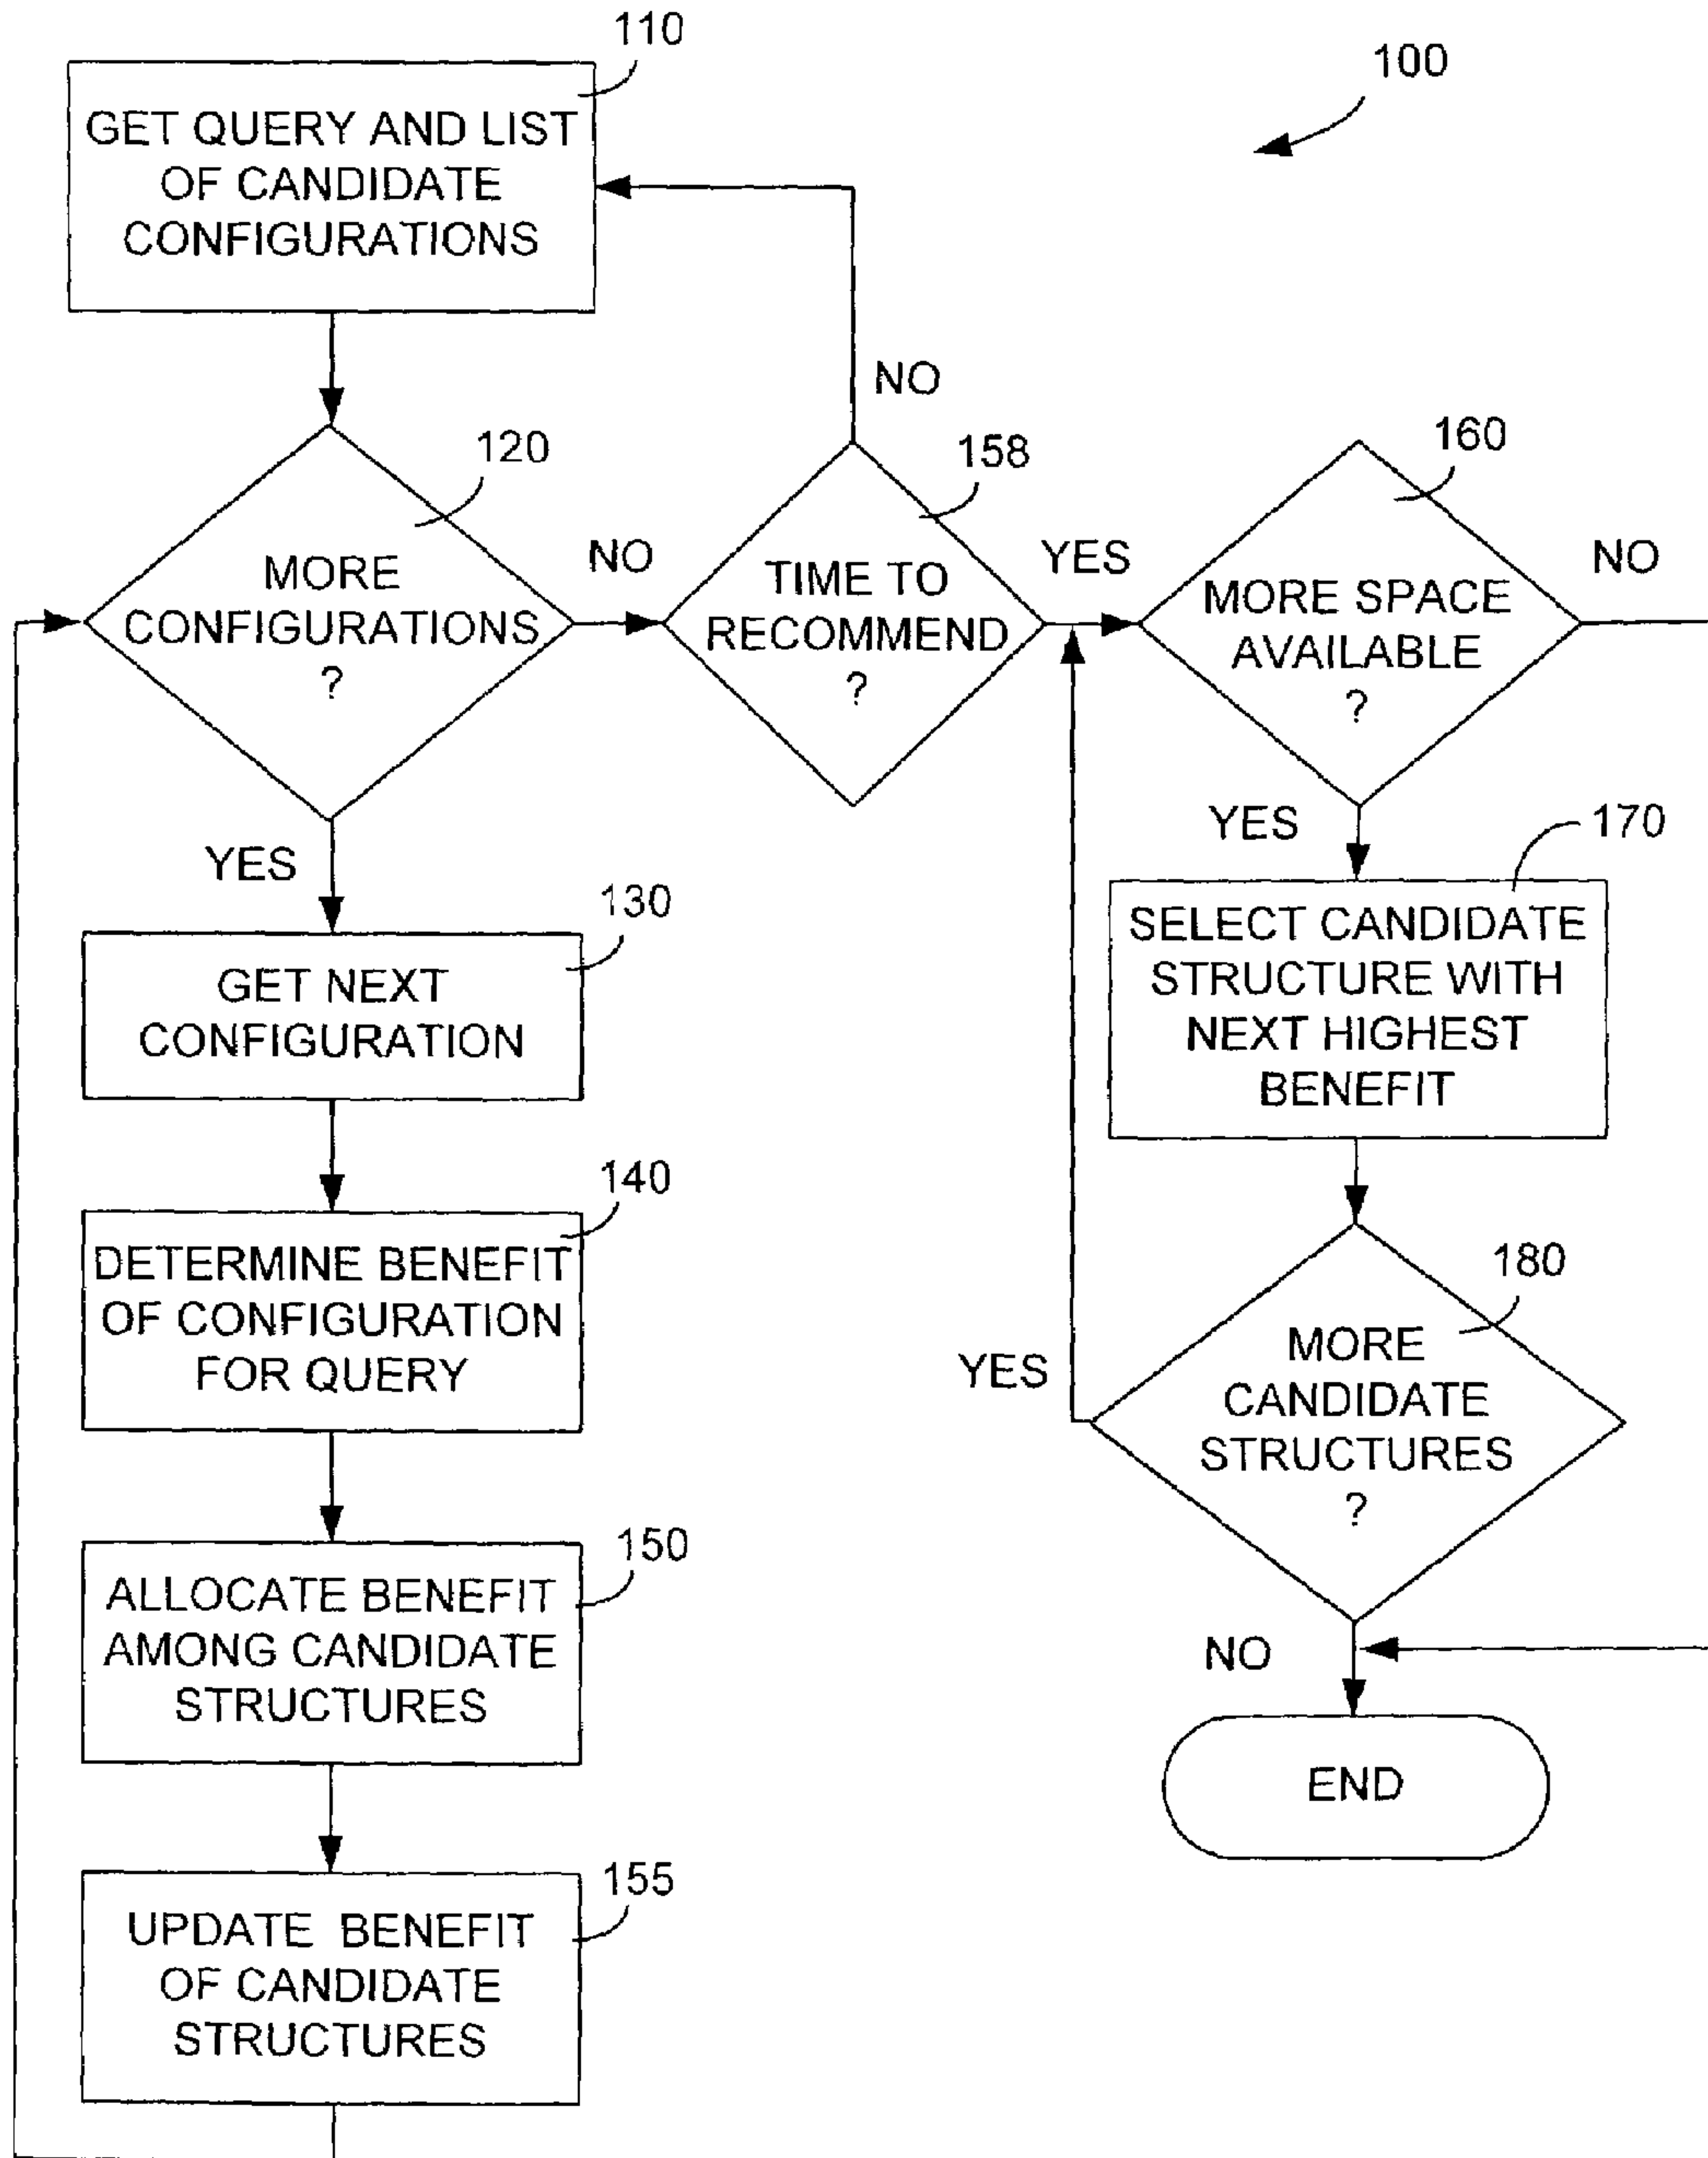 110
100
GET QUERY AND LIST
OF CANDIDATE
CONFIGURATIONS
NO
120
158
160
MORE
CONFIGURATIONS
?
NO
TIME TO
RECOMMEND
?
YES
MORE SPACE
AVAILABLE
?
NO
YES
YES
130
GET NEXT
CONFIGURATION
170
SELECT CANDIDATE
STRUCTURE WITH
NEXT HIGHEST
BENEFIT
140
DETERMINE BENEFIT
OF CONFIGURATION
FOR QUERY
180
MORE
CANDIDATE
STRUCTURES
?
YES
NO
150
ALLOCATE BENEFIT
AMONG CANDIDATE
STRUCTURES
END
155
UPDATE BENEFIT
OF CANDIDATE
STRUCTURES